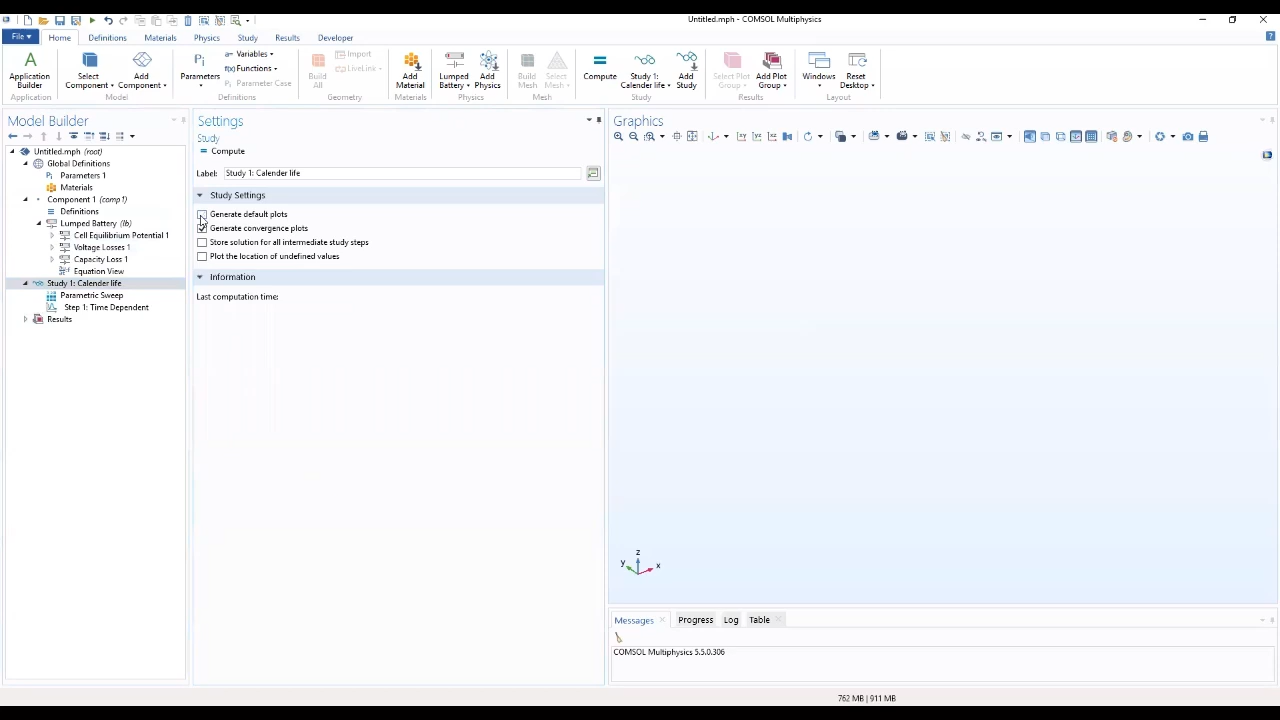 Untitled.mph - COMSOL Multiphysics
File
Home
Definitions
Materials
Physics
Study
Results
Developer
Application Builder
Application
Select Component
Add Component
Model
Parameters
a= Variables
f(x) Functions
Parameter Case
Definitions
Build All
Import
LiveLink
Geometry
Add Material
Materials
Lumped Battery
Add Physics
Physics
Build Mesh
Select Mesh
Mesh
Compute
Study 1: Calender life
Add Study
Study
Select Plot Group
Add Plot Group
Results
Windows
Reset Desktop
Layout
Model Builder
Untitled.mph (root)
Global Definitions
Parameters 1
Materials
Component 1 (comp1)
Definitions
Lumped Battery (lb)
Cell Equilibrium Potential 1
Voltage Losses 1
Capacity Loss 1
Equation View
Study 1: Calender life
Parametric Sweep
Step 1: Time Dependent
Results
Settings
Study
= Compute
Label: Study 1: Calender life
Study Settings
Generate default plots
Generate convergence plots
Store solution for all intermediate study steps
Plot the location of undefined values
Information
Last computation time:
Graphics
z
y
x
Messages
Progress
Log
Table
COMSOL Multiphysics 5.5.0.306
762 MB | 911 MB